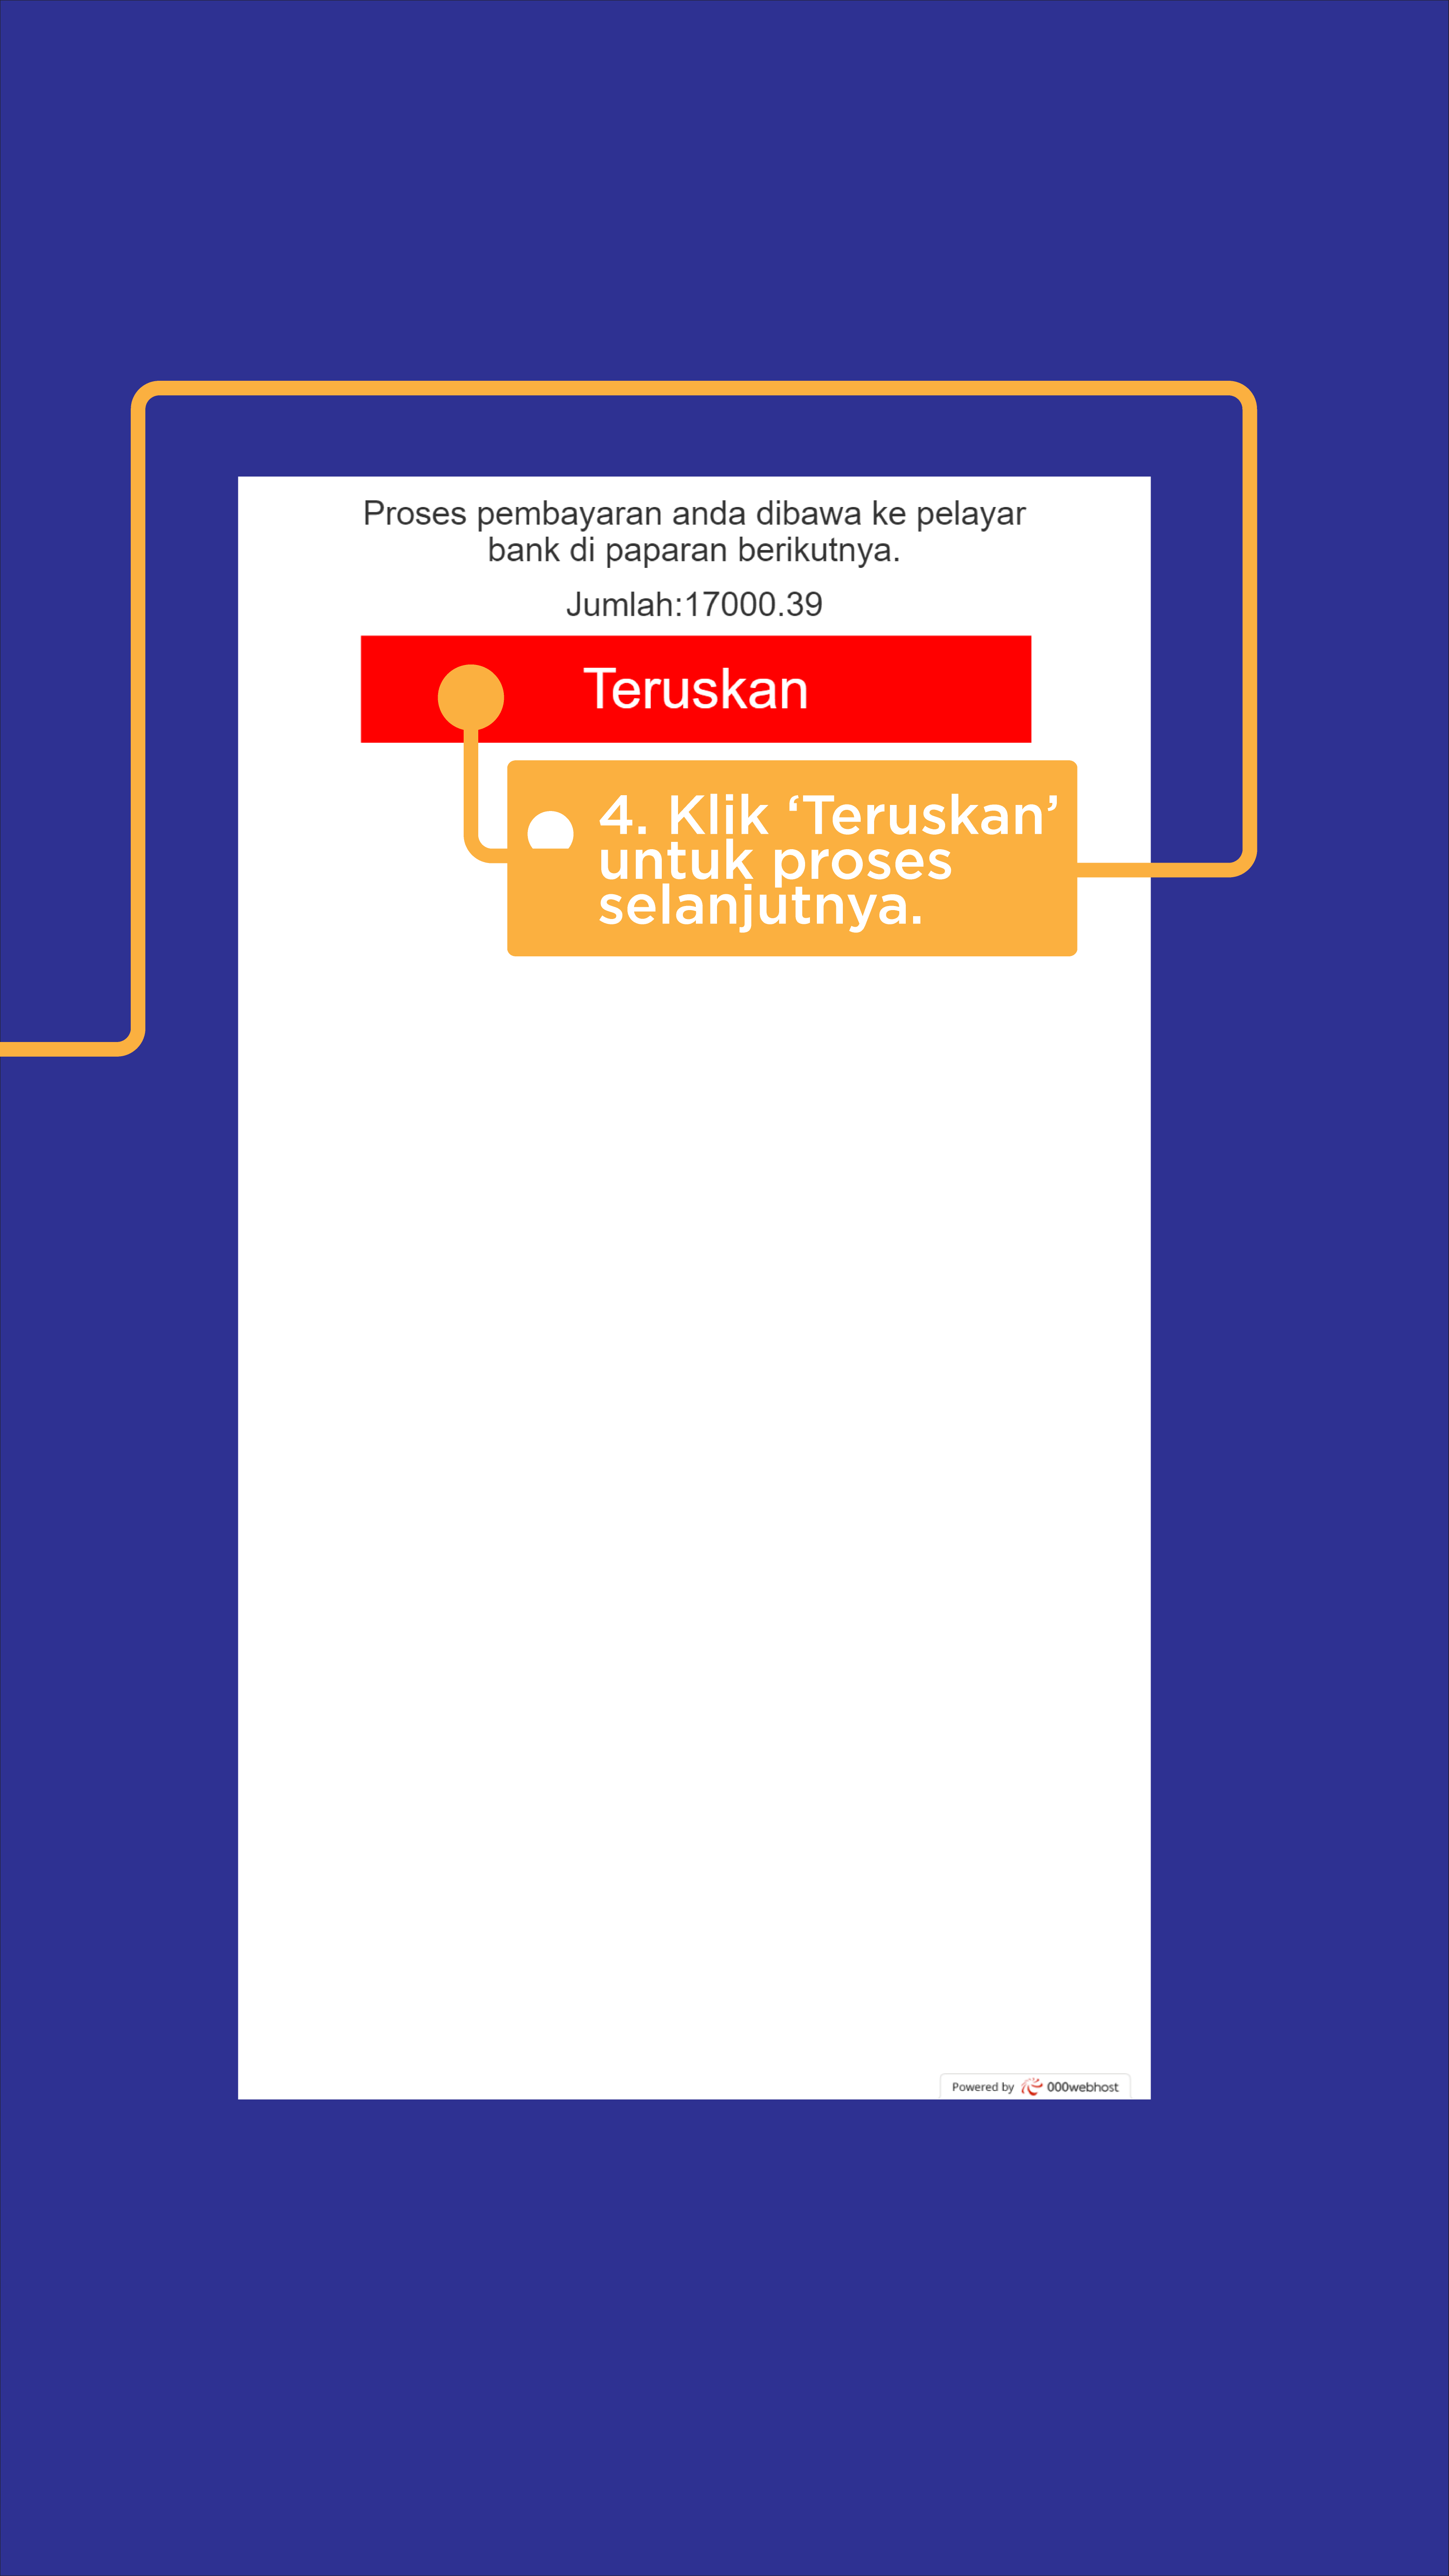 Proses pembayaran anda dibawa ke pelayar
bank di paparan berikutnya.
Jumlah:17000.39
Teruskan
4. Klik ‘Teruskan’
untuk proses
selanjutnya.
Powered by 000webhost